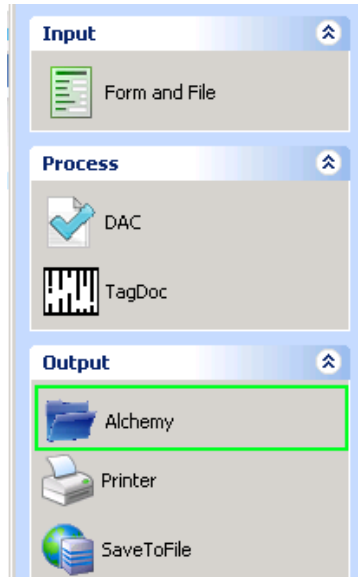 Input
Form and File
Process
DAC
TagDoc
Output
Alchemy
Printer
SaveToFile